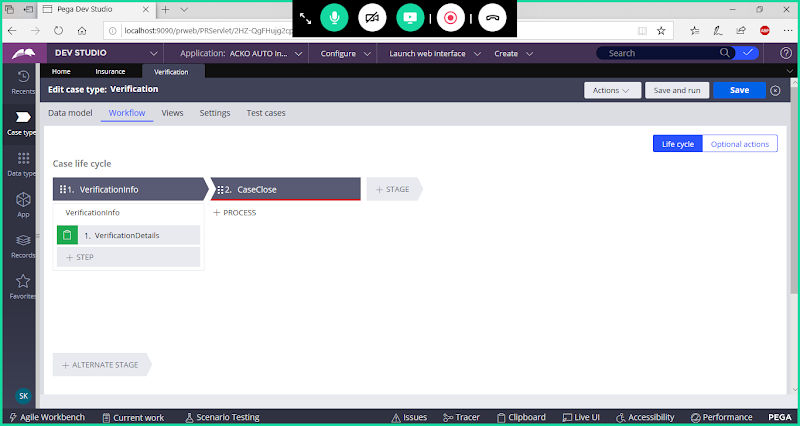 Pega Dev Studio
localhost:9090/prweb/PRServlet/2HZ-QgFHujg2cp
ABP
DEV STUDIO
Application: ACKO AUTO In...
Configure
Launch web interface
Create
Search
Home
Insurance
Verification
Recents
Case type
Data type
App
Records
Favorites
SK
Edit case type: Verification
Actions
Save and run
Save
Data model
Workflow
Views
Settings
Test cases
Life cycle
Optional actions
Case life cycle
1. VerificationInfo
2. CaseClose
+ STAGE
VerificationInfo
+ PROCESS
1. VerificationDetails
+ STEP
+ ALTERNATE STAGE
Agile Workbench
Current work
Scenario Testing
Issues
Tracer
Clipboard
Live UI
Accessibility
Performance
PEGA